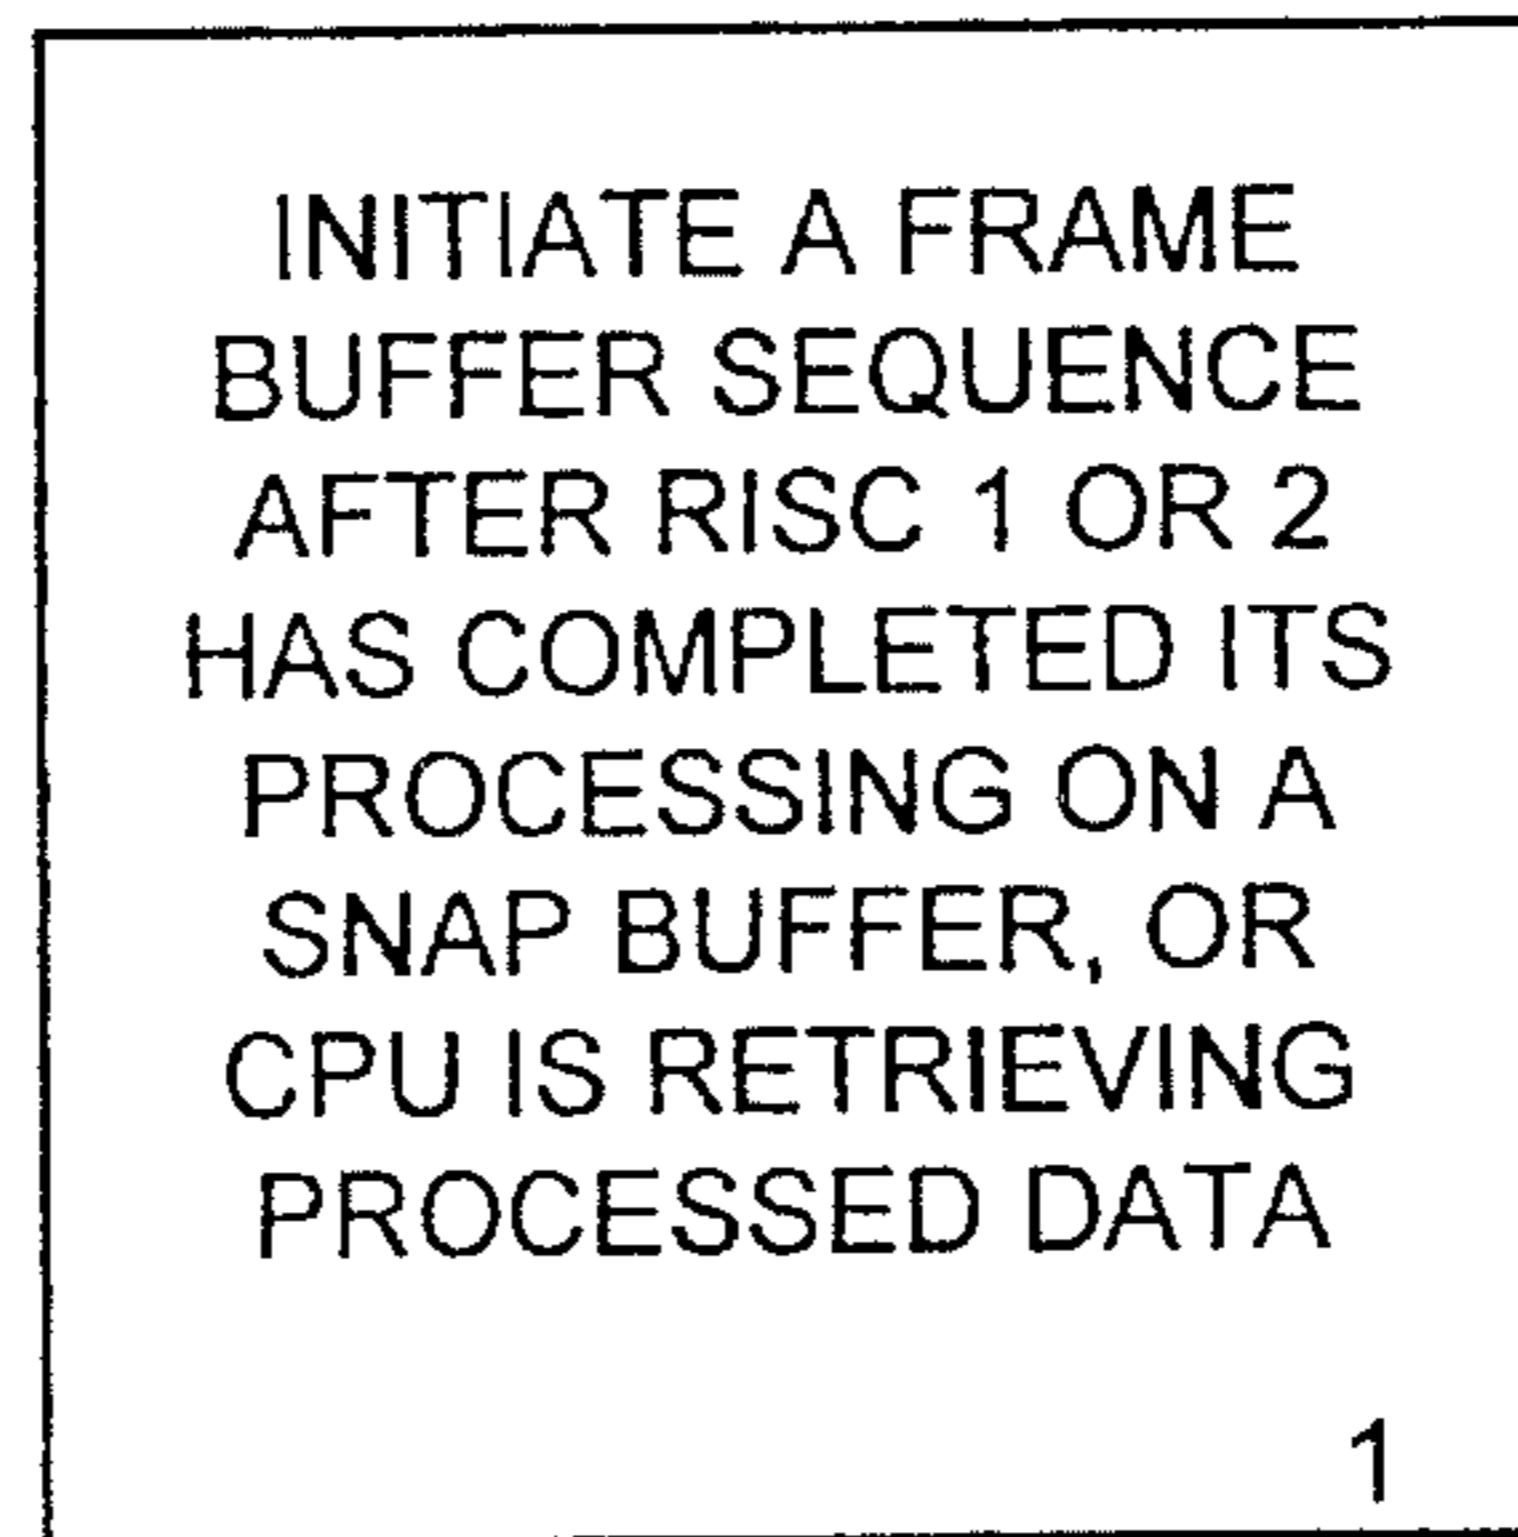 INITIATE A FRAME
BUFFER SEQUENCE
AFTER RISC 1 OR 2
HAS COMPLETED ITS
PROCESSING ON A
SNAP BUFFER, OR
CPU IS RETRIEVING
PROCESSED DATA
1